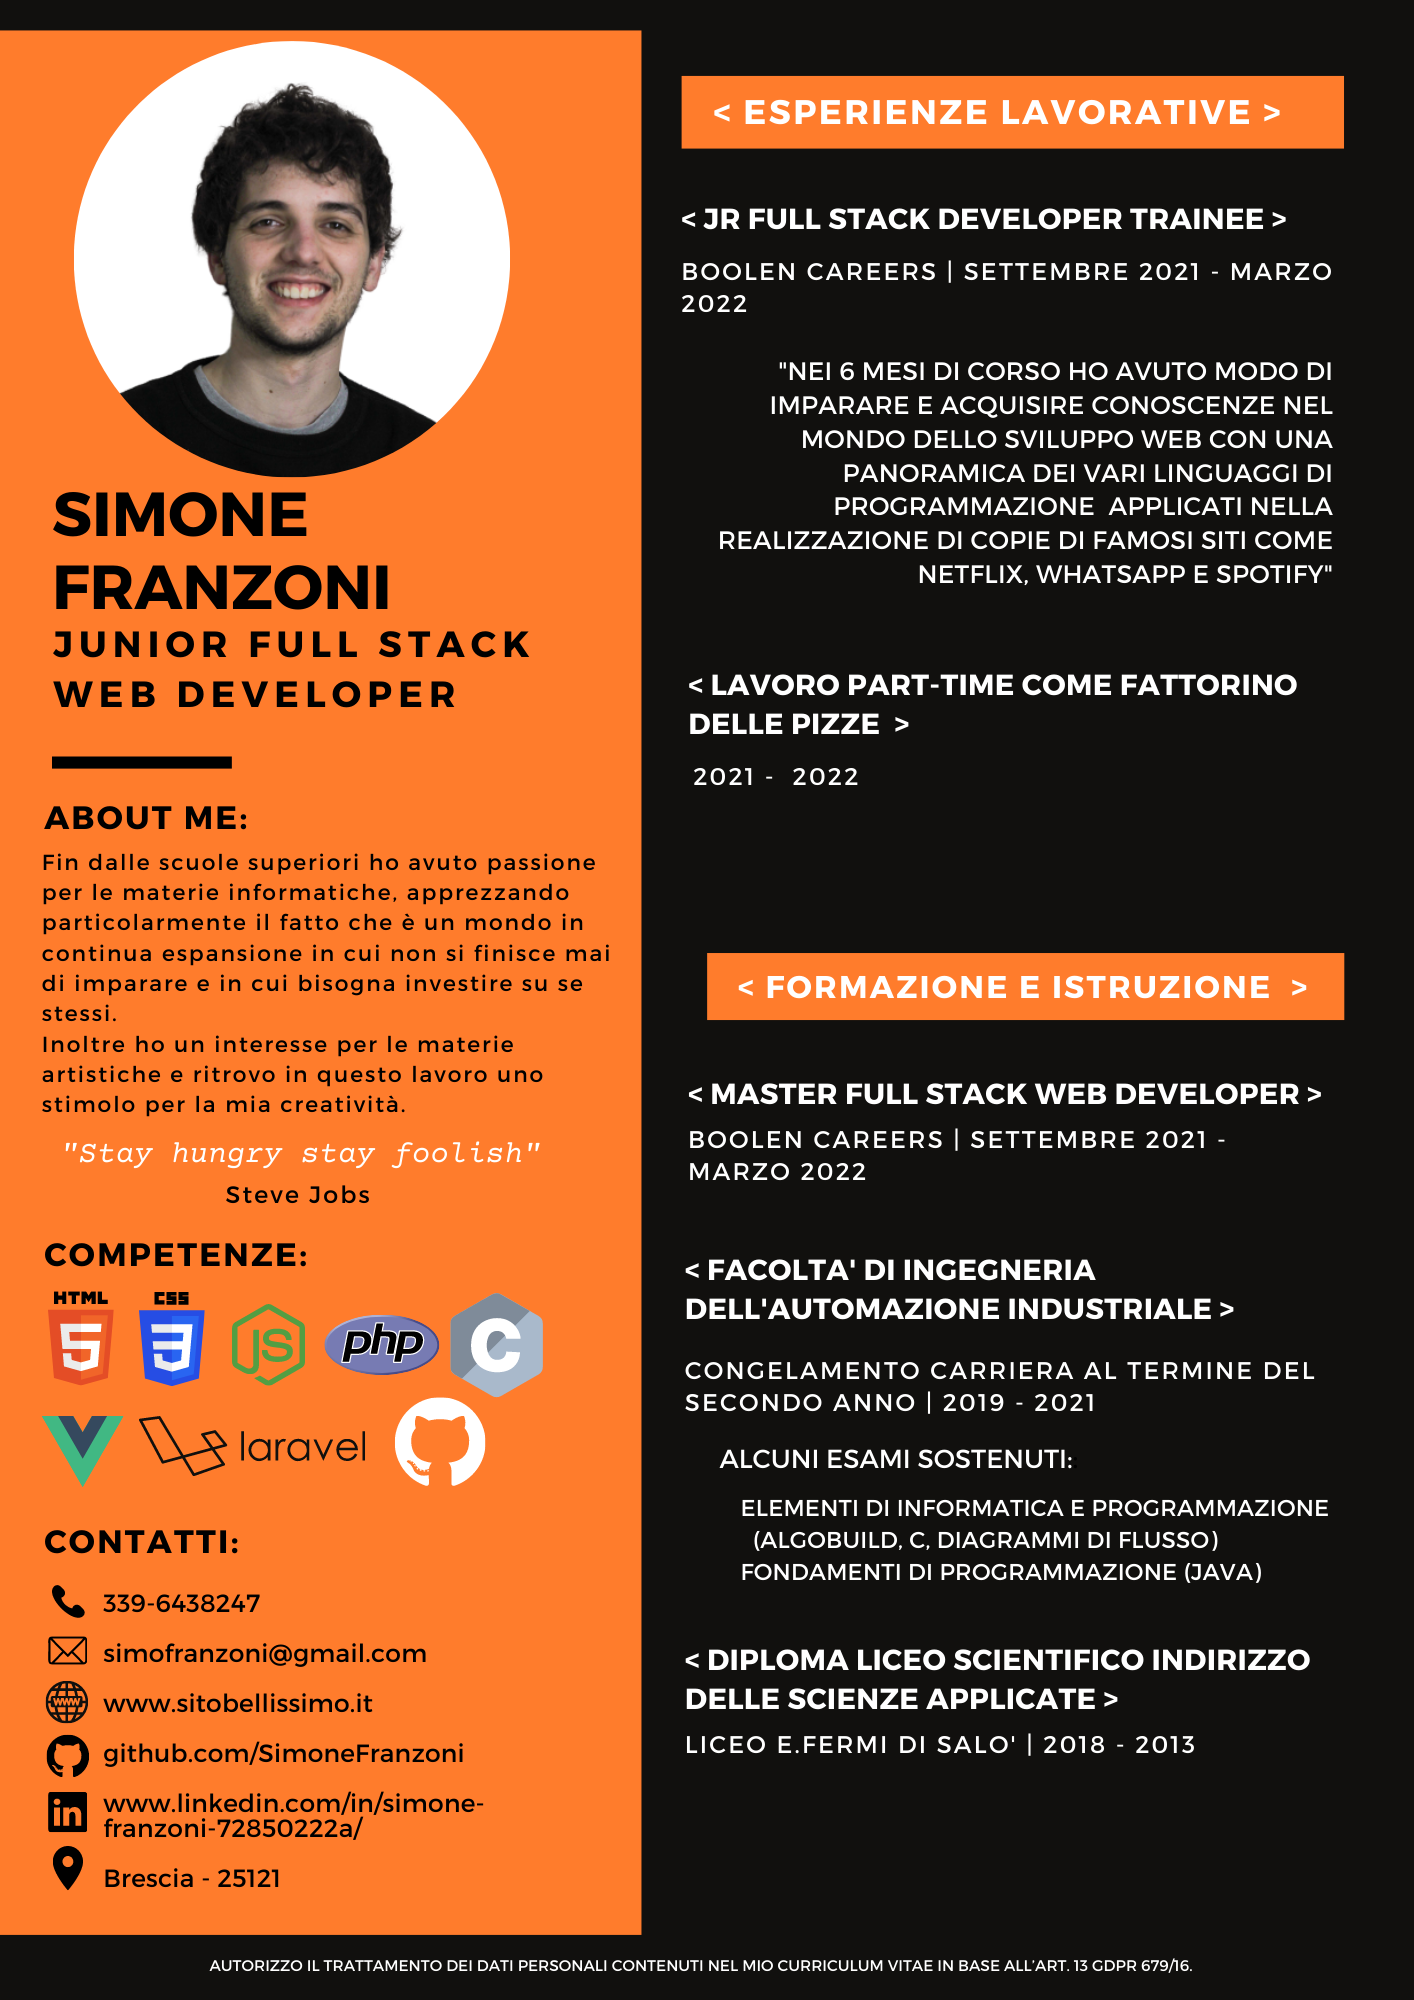 SIMONE
FRANZONI
JUNIOR FULL STACK
WEB DEVELOPER
ABOUT ME:
Fin dalle scuole superiori ho avuto passione
per le materie informatiche, apprezzando
particolarmente il fatto che è un mondo in
continua espansione in cui non si finisce mai
di imparare e in cui bisogna investire su se
stessi.
Inoltre ho un interesse per le materie
artistiche e ritrovo in questo lavoro uno
stimolo per la mia creatività.
"Stay hungry stay foolish"
Steve Jobs
COMPETENZE:
HTML CSS
5 3 JS php C
laravel
CONTATTI:
339-6438247
simofranzoni@gmail.com
WWW www.sitobellissimo.it
github.com/SimoneFranzoni
in www.linkedin.com/in/simone-
franzoni-72850222a/
Brescia - 25121
< ESPERIENZE LAVORATIVE >
< JR FULL STACK DEVELOPER TRAINEE >
BOOLEN CAREERS | SETTEMBRE 2021 - MARZO
2022
"NEI 6 MESI DI CORSO HO AVUTO MODO DI
IMPARARE E ACQUISIRE CONOSCENZE NEL
MONDO DELLO SVILUPPO WEB CON UNA
PANORAMICA DEI VARI LINGUAGGI DI
PROGRAMMAZIONE APPLICATI NELLA
REALIZZAZIONE DI COPIE DI FAMOSI SITI COME
NETFLIX, WHATSAPP E SPOTIFY"
< LAVORO PART-TIME COME FATTORINO
DELLE PIZZE >
2021 - 2022
< FORMAZIONE E ISTRUZIONE >
< MASTER FULL STACK WEB DEVELOPER >
BOOLEN CAREERS | SETTEMBRE 2021 -
MARZO 2022
< FACOLTA' DI INGEGNERIA
DELL'AUTOMAZIONE INDUSTRIALE >
CONGELAMENTO CARRIERA AL TERMINE DEL
SECONDO ANNO | 2019 - 2021
ALCUNI ESAMI SOSTENUTI:
ELEMENTI DI INFORMATICA E PROGRAMMAZIONE
(ALGOBUILD, C, DIAGRAMMI DI FLUSSO)
FONDAMENTI DI PROGRAMMAZIONE (JAVA)
< DIPLOMA LICEO SCIENTIFICO INDIRIZZO
DELLE SCIENZE APPLICATE >
LICEO E.FERMI DI SALO' | 2018 - 2013
AUTORIZZO IL TRATTAMENTO DEI DATI PERSONALI CONTENUTI NEL MIO CURRICULUM VITAE IN BASE ALL'ART. 13 GDPR 679/16.